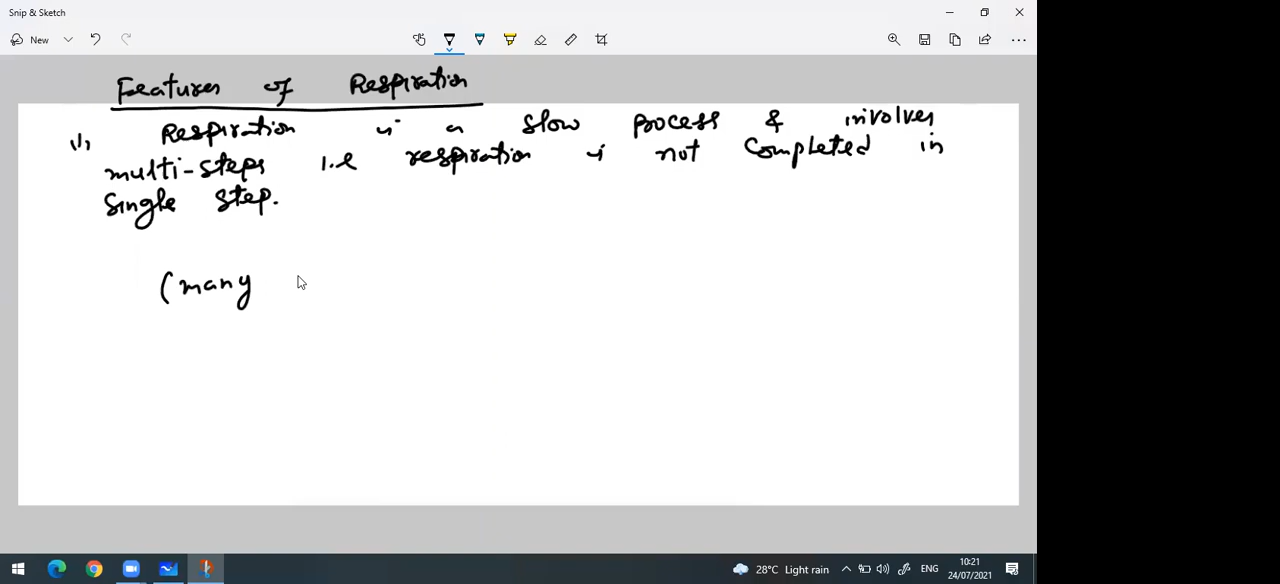 Snip & Sketch
New
Features of Respiration
(1) Respiration is a slow process & involves
multi-steps i.e respiration is not completed in
single step.
(many
28°C Light rain
ENG
10:21
24/07/2021